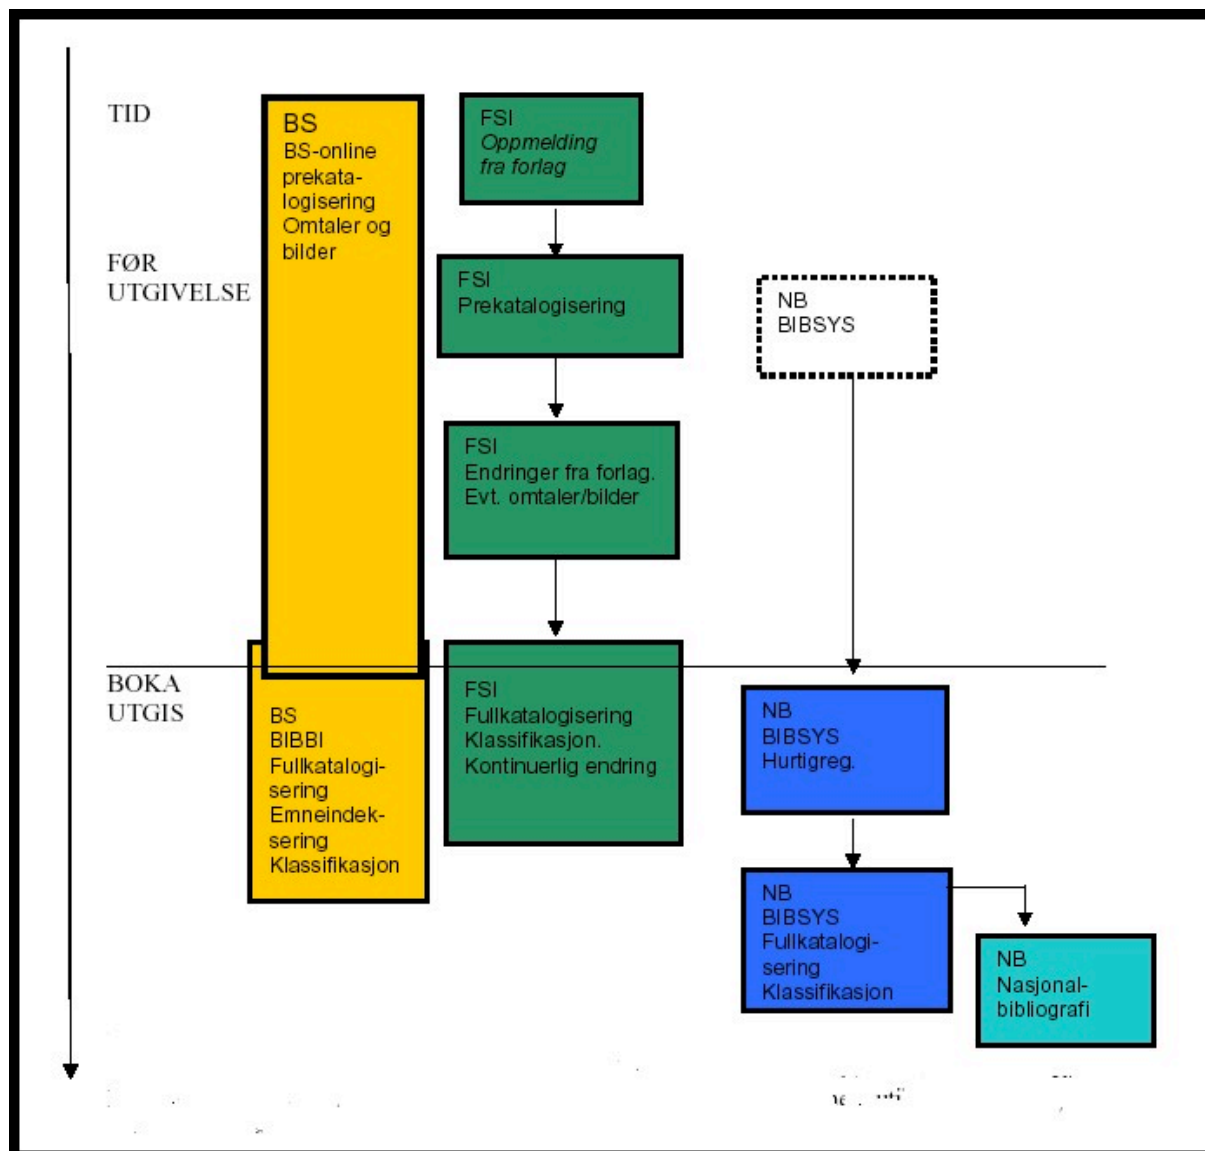 TID
FØR
UTGIVELSE
BOKA
UTGIS
BS
BS-online
prekata-
logisering
Omtaler og
bilder
BS
BIBBI
Fullkatalogi-
sering
Emneindek-
sering
Klassifikasjon
FSI
Oppmelding
fra forlag
FSI
Prekatalogisering
FSI
Endringer fra forlag.
Evt. omtaler/bilder
FSI
Fullkatalogisering
Klassifikasjon.
Kontinuerlig endring
NB
BIBSYS
NB
BIBSYS
Hurtigreg.
NB
BIBSYS
Fullkatalogi-
sering
Klassifikasjon
NB
Nasjonal-
bibliografi